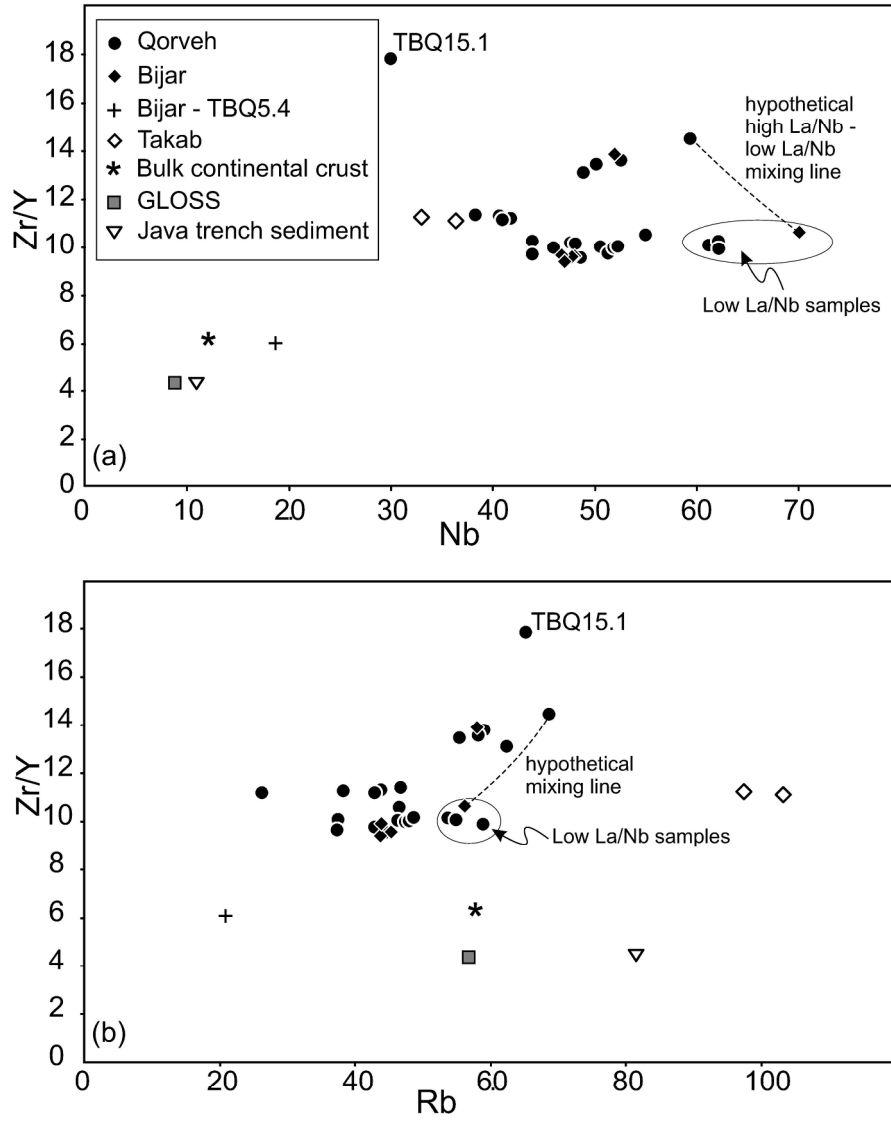 18
16
14
12
10
8
6
4
2
0
Zr/Y
TBQ15.1
Qorveh
Bijar
Bijar - TBQ5.4
Takab
Bulk continental crust
GLOSS
Java trench sediment
hypothetical
high La/Nb -
low La/Nb
mixing line
Low La/Nb samples
(a)
0
10
20
30
40
50
60
70
Nb
18
16
14
12
10
8
6
4
2
0
Zr/Y
TBQ15.1
hypothetical
mixing line
Low La/Nb samples
(b)
0
40
60
80
100
Rb